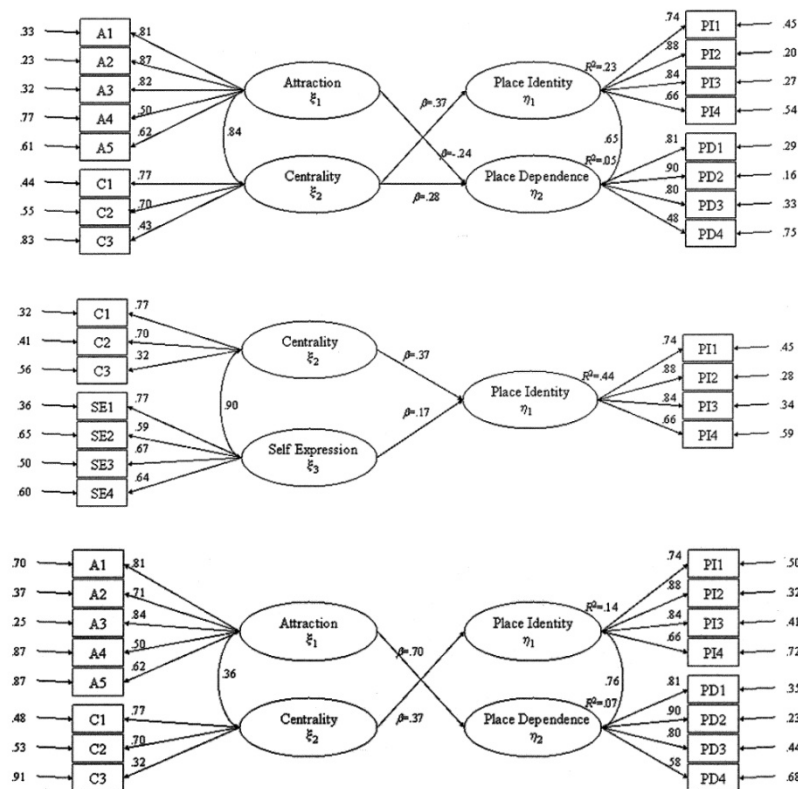 .33 A1 .81
.23 A2 .87
.32 A3 .82
.77 A4 .50
.61 A5 .62
.44 C1 .77
.55 C2 .70
.83 C3 .43
.84
Attraction
ξ1
Centrality
ξ2
β=.37
β=-.24
β=.28
Place Identity
η1
R²=.23
.65
Place Dependence
η2
R²=.05
.74 PI1 .45
.88 PI2 .20
.84 PI3 .27
.66 PI4 .54
.81 PD1 .29
.90 PD2 .16
.80 PD3 .33
.48 PD4 .75
.32 C1 .77
.41 C2 .70
.56 C3 .32
.36 SE1 .77
.65 SE2 .59
.50 SE3 .67
.60 SE4 .64
.90
Centrality
ξ2
Self Expression
ξ3
β=.37
β=.17
Place Identity
η1
R²=.44
.74 PI1 .45
.88 PI2 .28
.84 PI3 .34
.66 PI4 .59
.70 A1 .81
.37 A2 .71
.25 A3 .84
.87 A4 .50
.87 A5 .62
.48 C1 .77
.53 C2 .70
.91 C3 .32
.36
Attraction
ξ1
Centrality
ξ2
β=.70
β=.37
Place Identity
η1
R²=.14
.76
Place Dependence
η2
R²=.07
.74 PI1 .50
.88 PI2 .32
.84 PI3 .41
.66 PI4 .72
.81 PD1 .35
.90 PD2 .23
.80 PD3 .44
.58 PD4 .68